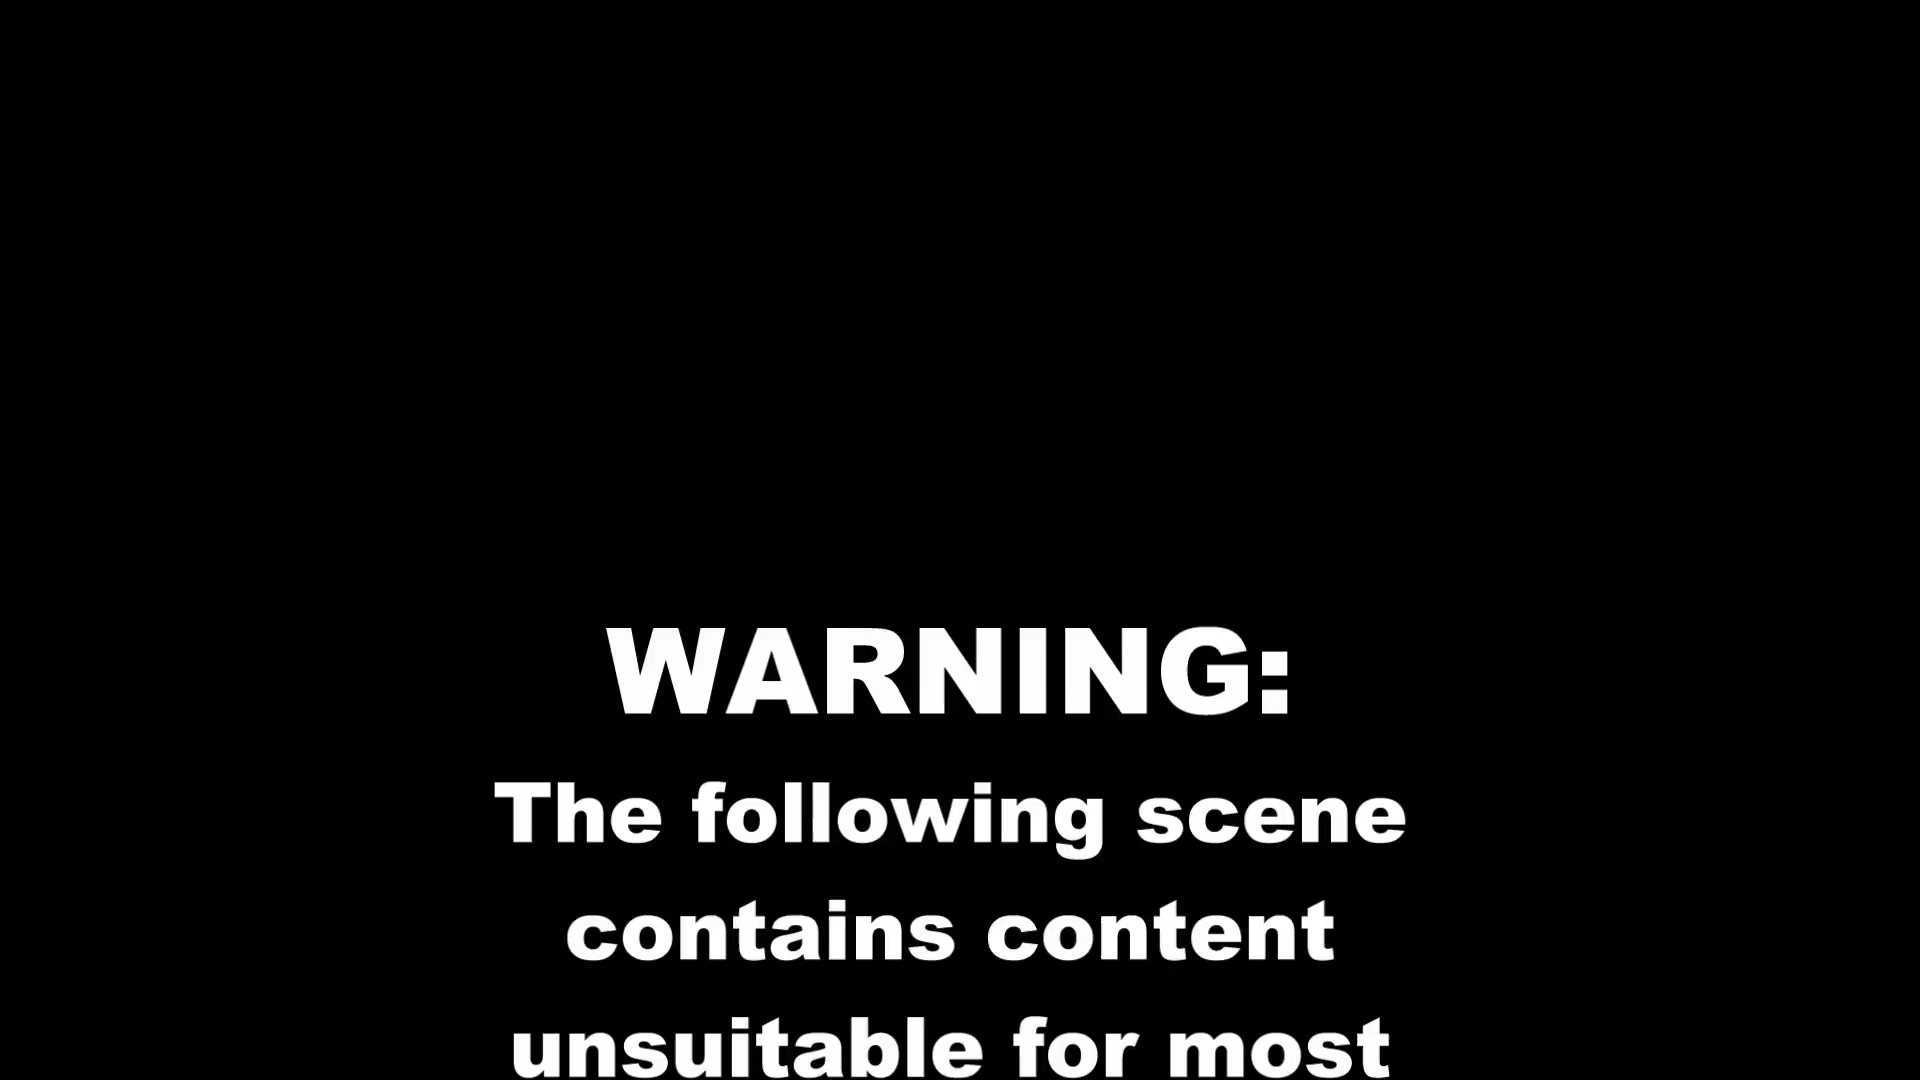 WARNING:
The following scene
contains content
unsuitable for most